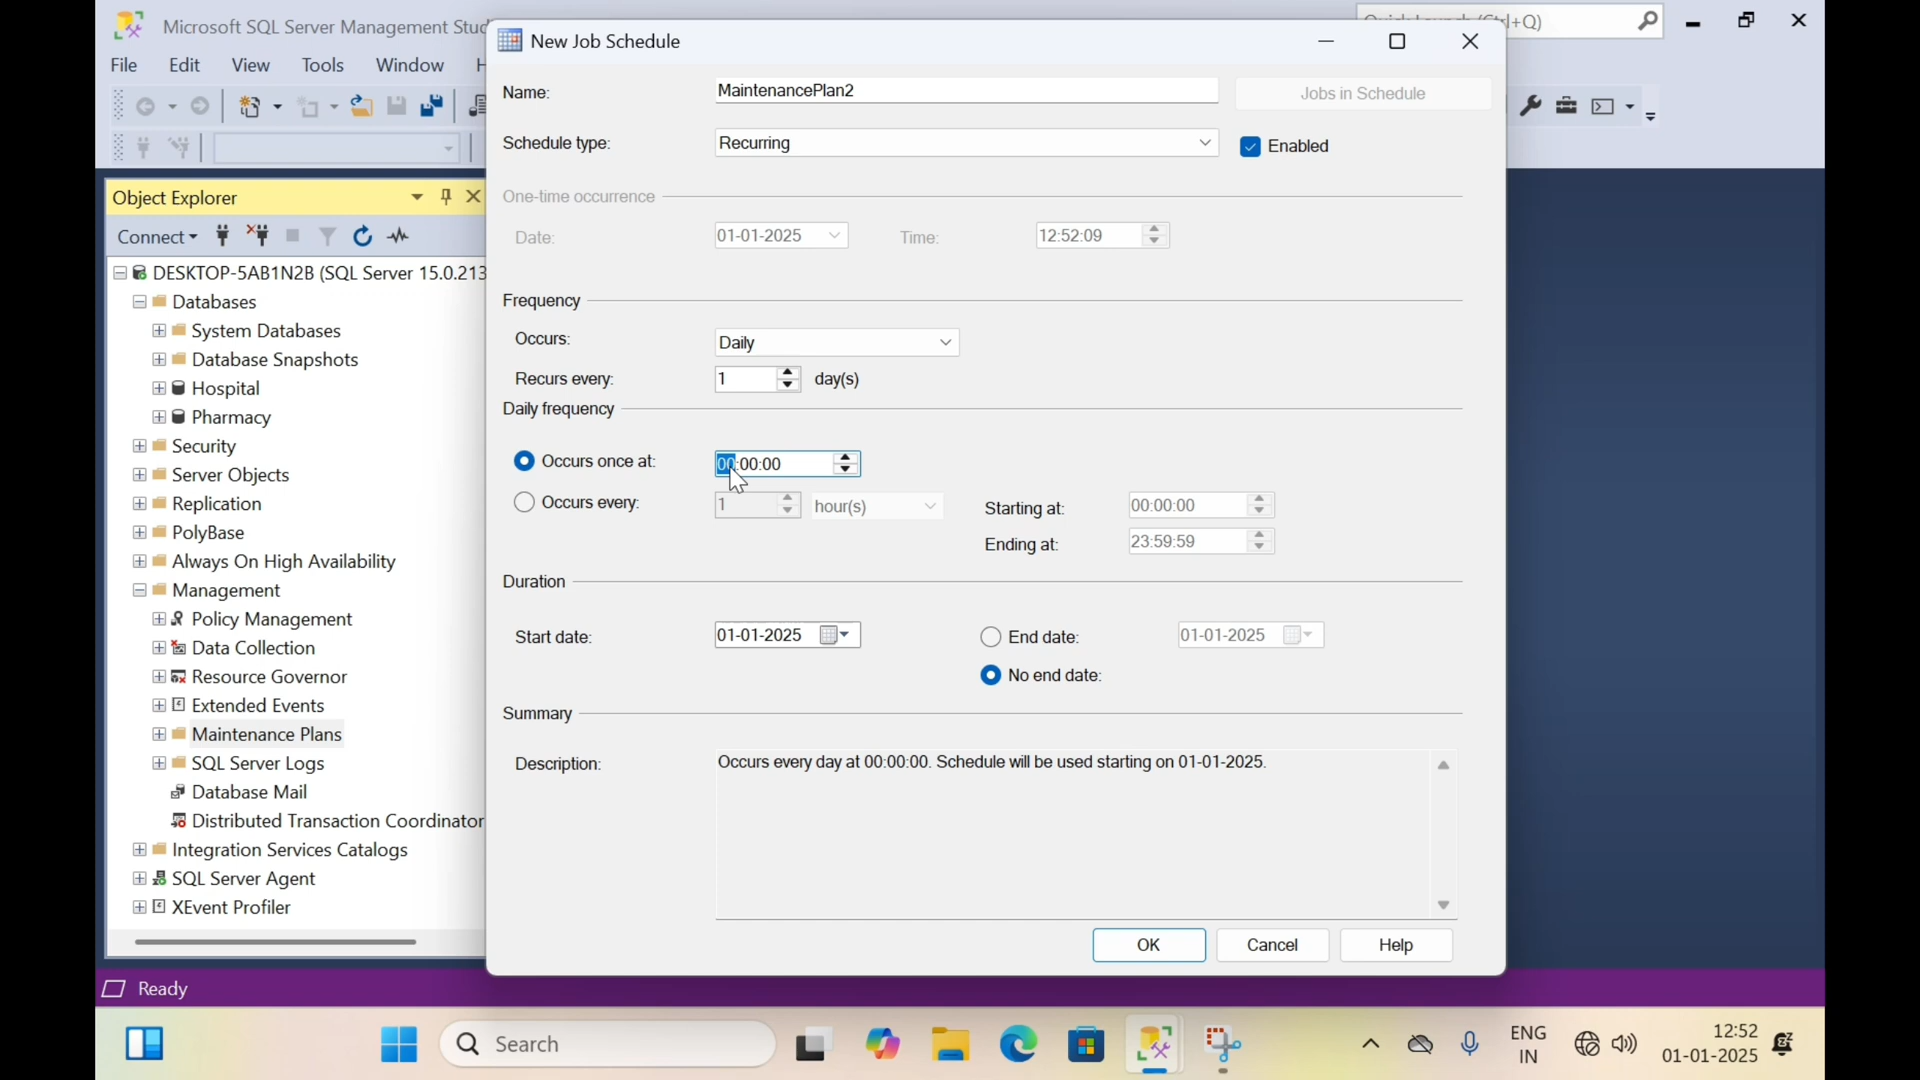 Microsoft SQL Server Management Stud
File Edit View Tools Window H
Connect
Object Explorer
DESKTOP-5AB1N2B (SQL Server 15.0.213
Databases
System Databases
Database Snapshots
Hospital
Pharmacy
Security
Server Objects
Replication
PolyBase
Always On High Availability
Management
Policy Management
Data Collection
Resource Governor
Extended Events
Maintenance Plans
SQL Server Logs
Database Mail
Distributed Transaction Coordinator
Integration Services Catalogs
SQL Server Agent
XEvent Profiler
New Job Schedule
Name: MaintenancePlan2 Jobs in Schedule
Schedule type: Recurring Enabled
One-time occurrence
Date: 01-01-2025 Time: 12:52:09
Frequency
Occurs: Daily
Recurs every: 1 day(s)
Daily frequency
Occurs once at: 00:00:00
Occurs every: 1 hour(s) Starting at: 00:00:00
Ending at: 23:59:59
Duration
Start date: 01-01-2025 End date: 01-01-2025
No end date:
Summary
Description: Occurs every day at 00:00:00. Schedule will be used starting on 01-01-2025.
OK Cancel Help
Ready
Search
ENG
IN
12:52
01-01-2025